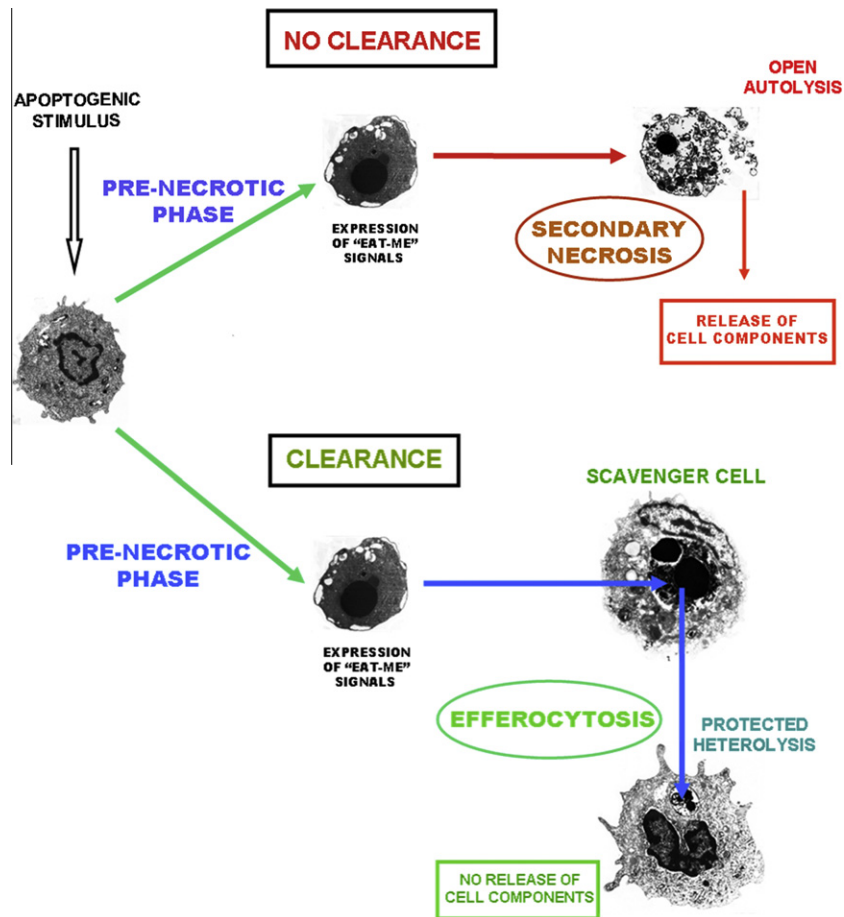 NO CLEARANCE
OPEN
AUTOLYSIS
APOPTOGENIC
STIMULUS
PRE-NECROTIC
PHASE
EXPRESSION
OF “EAT-ME”
SIGNALS
SECONDARY
NECROSIS
RELEASE OF
CELL COMPONENTS
CLEARANCE
SCAVENGER CELL
PRE-NECROTIC
PHASE
EXPRESSION
OF “EAT-ME”
SIGNALS
EFFEROCYTOSIS
PROTECTED
HETEROLYSIS
NO RELEASE OF
CELL COMPONENTS